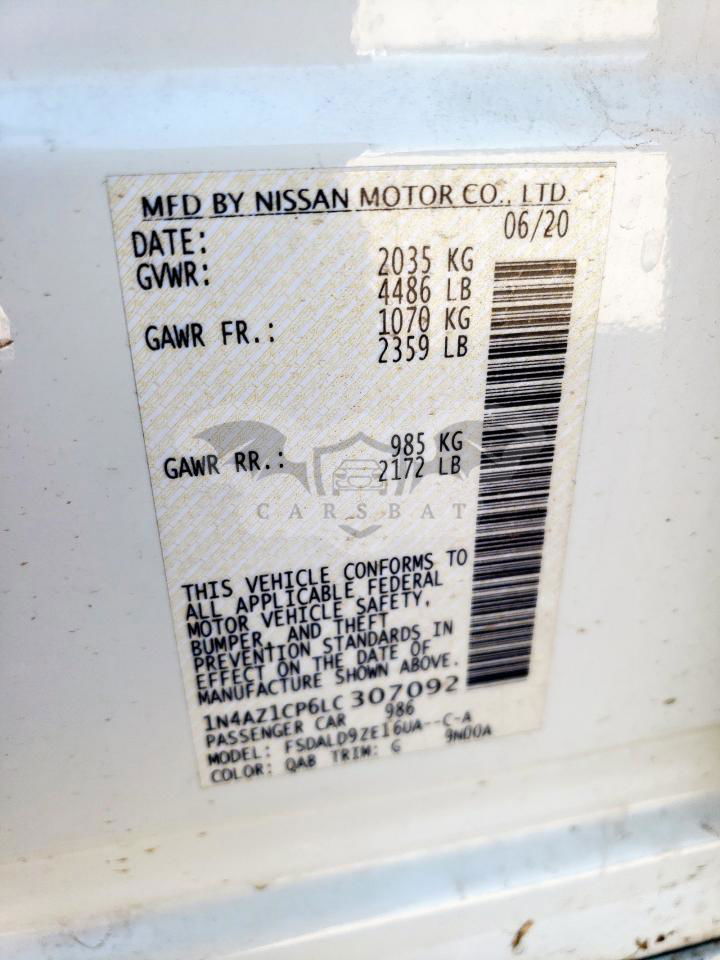 MFD BY NISSAN MOTOR CO., LTD.
DATE: 06/20
GVWR: 2035 KG
4486 LB
GAWR FR.: 1070 KG
2359 LB
GAWR RR.: 985 KG
2172 LB
CARSBAT
THIS VEHICLE CONFORMS TO
ALL APPLICABLE FEDERAL
MOTOR VEHICLE SAFETY,
BUMPER, AND THEFT
PREVENTION STANDARDS IN
EFFECT ON THE DATE OF
MANUFACTURE SHOWN ABOVE.
1N4AZ1CP6LC307092
PASSENGER CAR 986
MODEL: FSDALD9ZE16UA--C-A
COLOR: QAB TRIM: G 9N00A